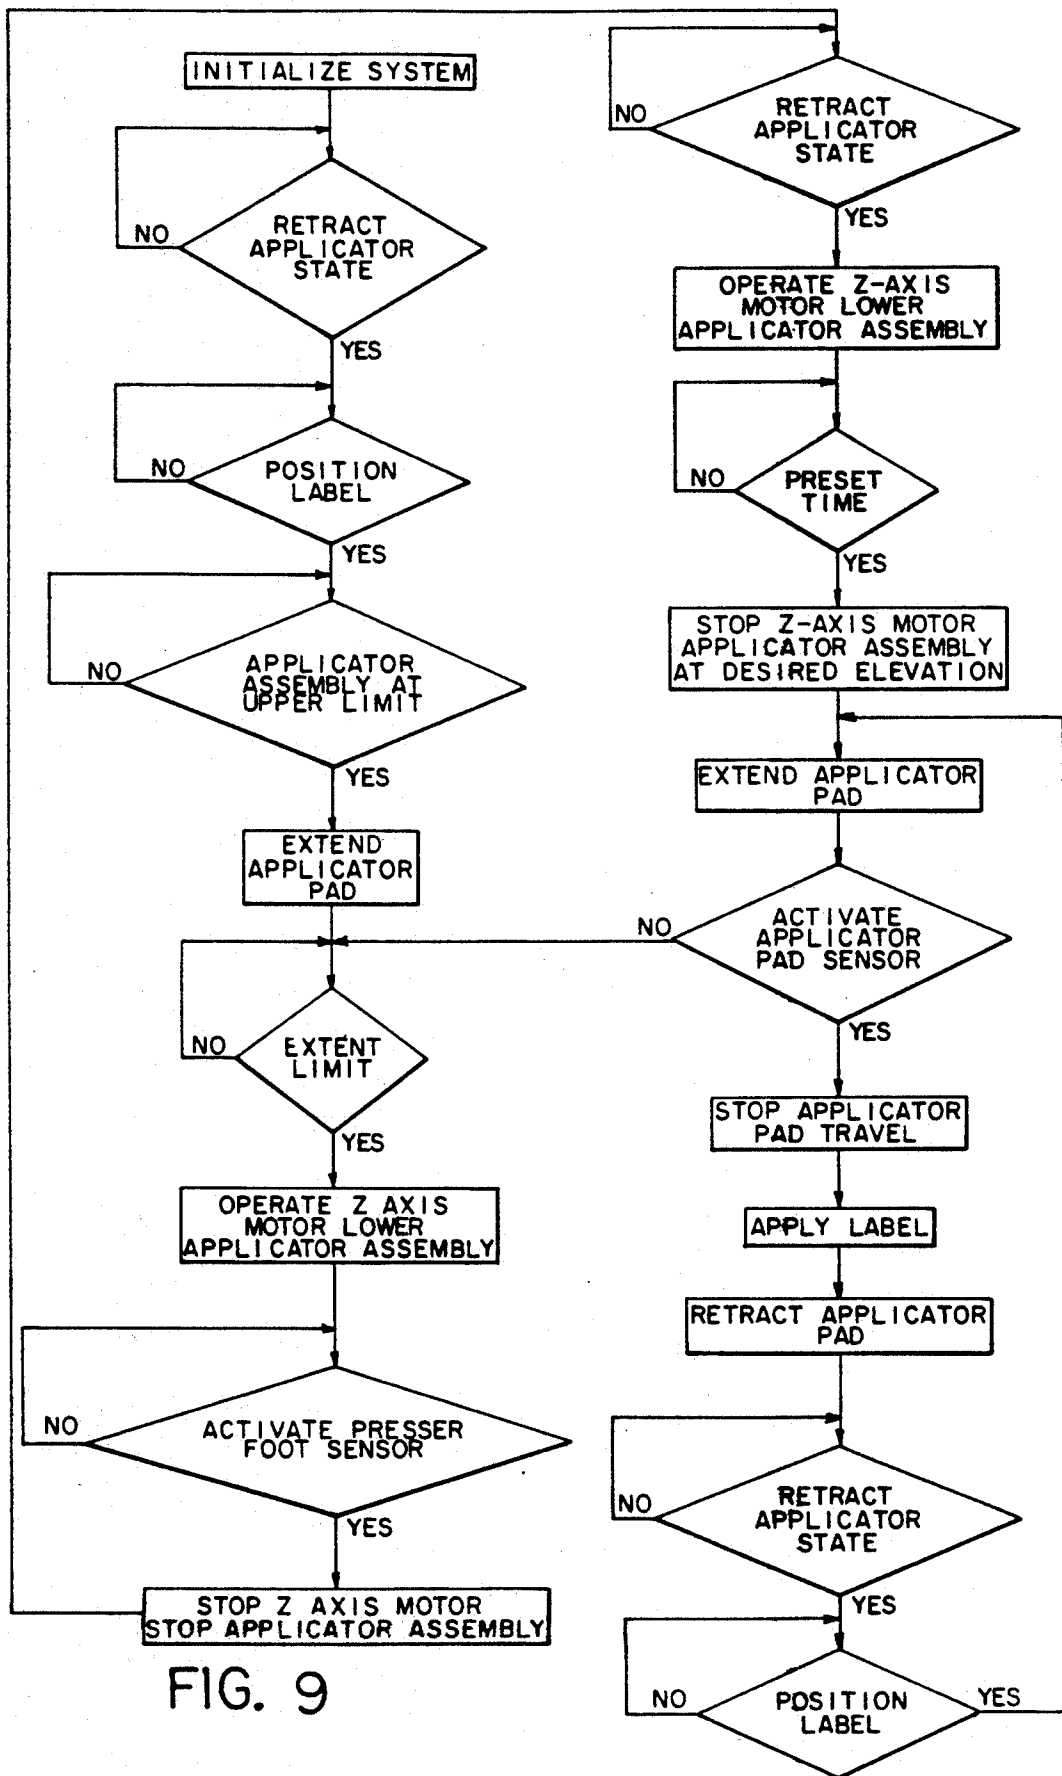 INITIALIZE SYSTEM
RETRACT
APPLICATOR
STATE
NO
YES
POSITION
LABEL
NO
YES
APPLICATOR
ASSEMBLY AT
UPPER LIMIT
NO
YES
EXTEND
APPLICATOR
PAD
EXTENT
LIMIT
NO
YES
OPERATE Z AXIS
MOTOR LOWER
APPLICATOR ASSEMBLY
ACTIVATE PRESSER
FOOT SENSOR
NO
YES
STOP Z AXIS MOTOR
STOP APPLICATOR ASSEMBLY
RETRACT
APPLICATOR
STATE
NO
YES
OPERATE Z-AXIS
MOTOR LOWER
APPLICATOR ASSEMBLY
PRESET
TIME
NO
YES
STOP Z-AXIS MOTOR
APPLICATOR ASSEMBLY
AT DESIRED ELEVATION
EXTEND APPLICATOR
PAD
ACTIVATE
APPLICATOR
PAD SENSOR
NO
YES
STOP APPLICATOR
PAD TRAVEL
APPLY LABEL
RETRACT APPLICATOR
PAD
RETRACT
APPLICATOR
STATE
NO
YES
POSITION
LABEL
NO
YES
FIG. 9